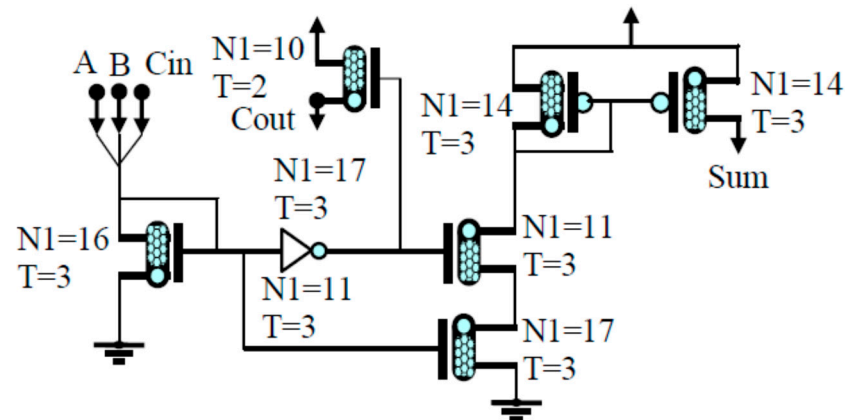 A B Cin
N1=10
T=2
Cout
N1=14
T=3
N1=14
T=3
Sum
N1=17
T=3
N1=16
T=3
N1=11
T=3
N1=11
T=3
N1=17
T=3